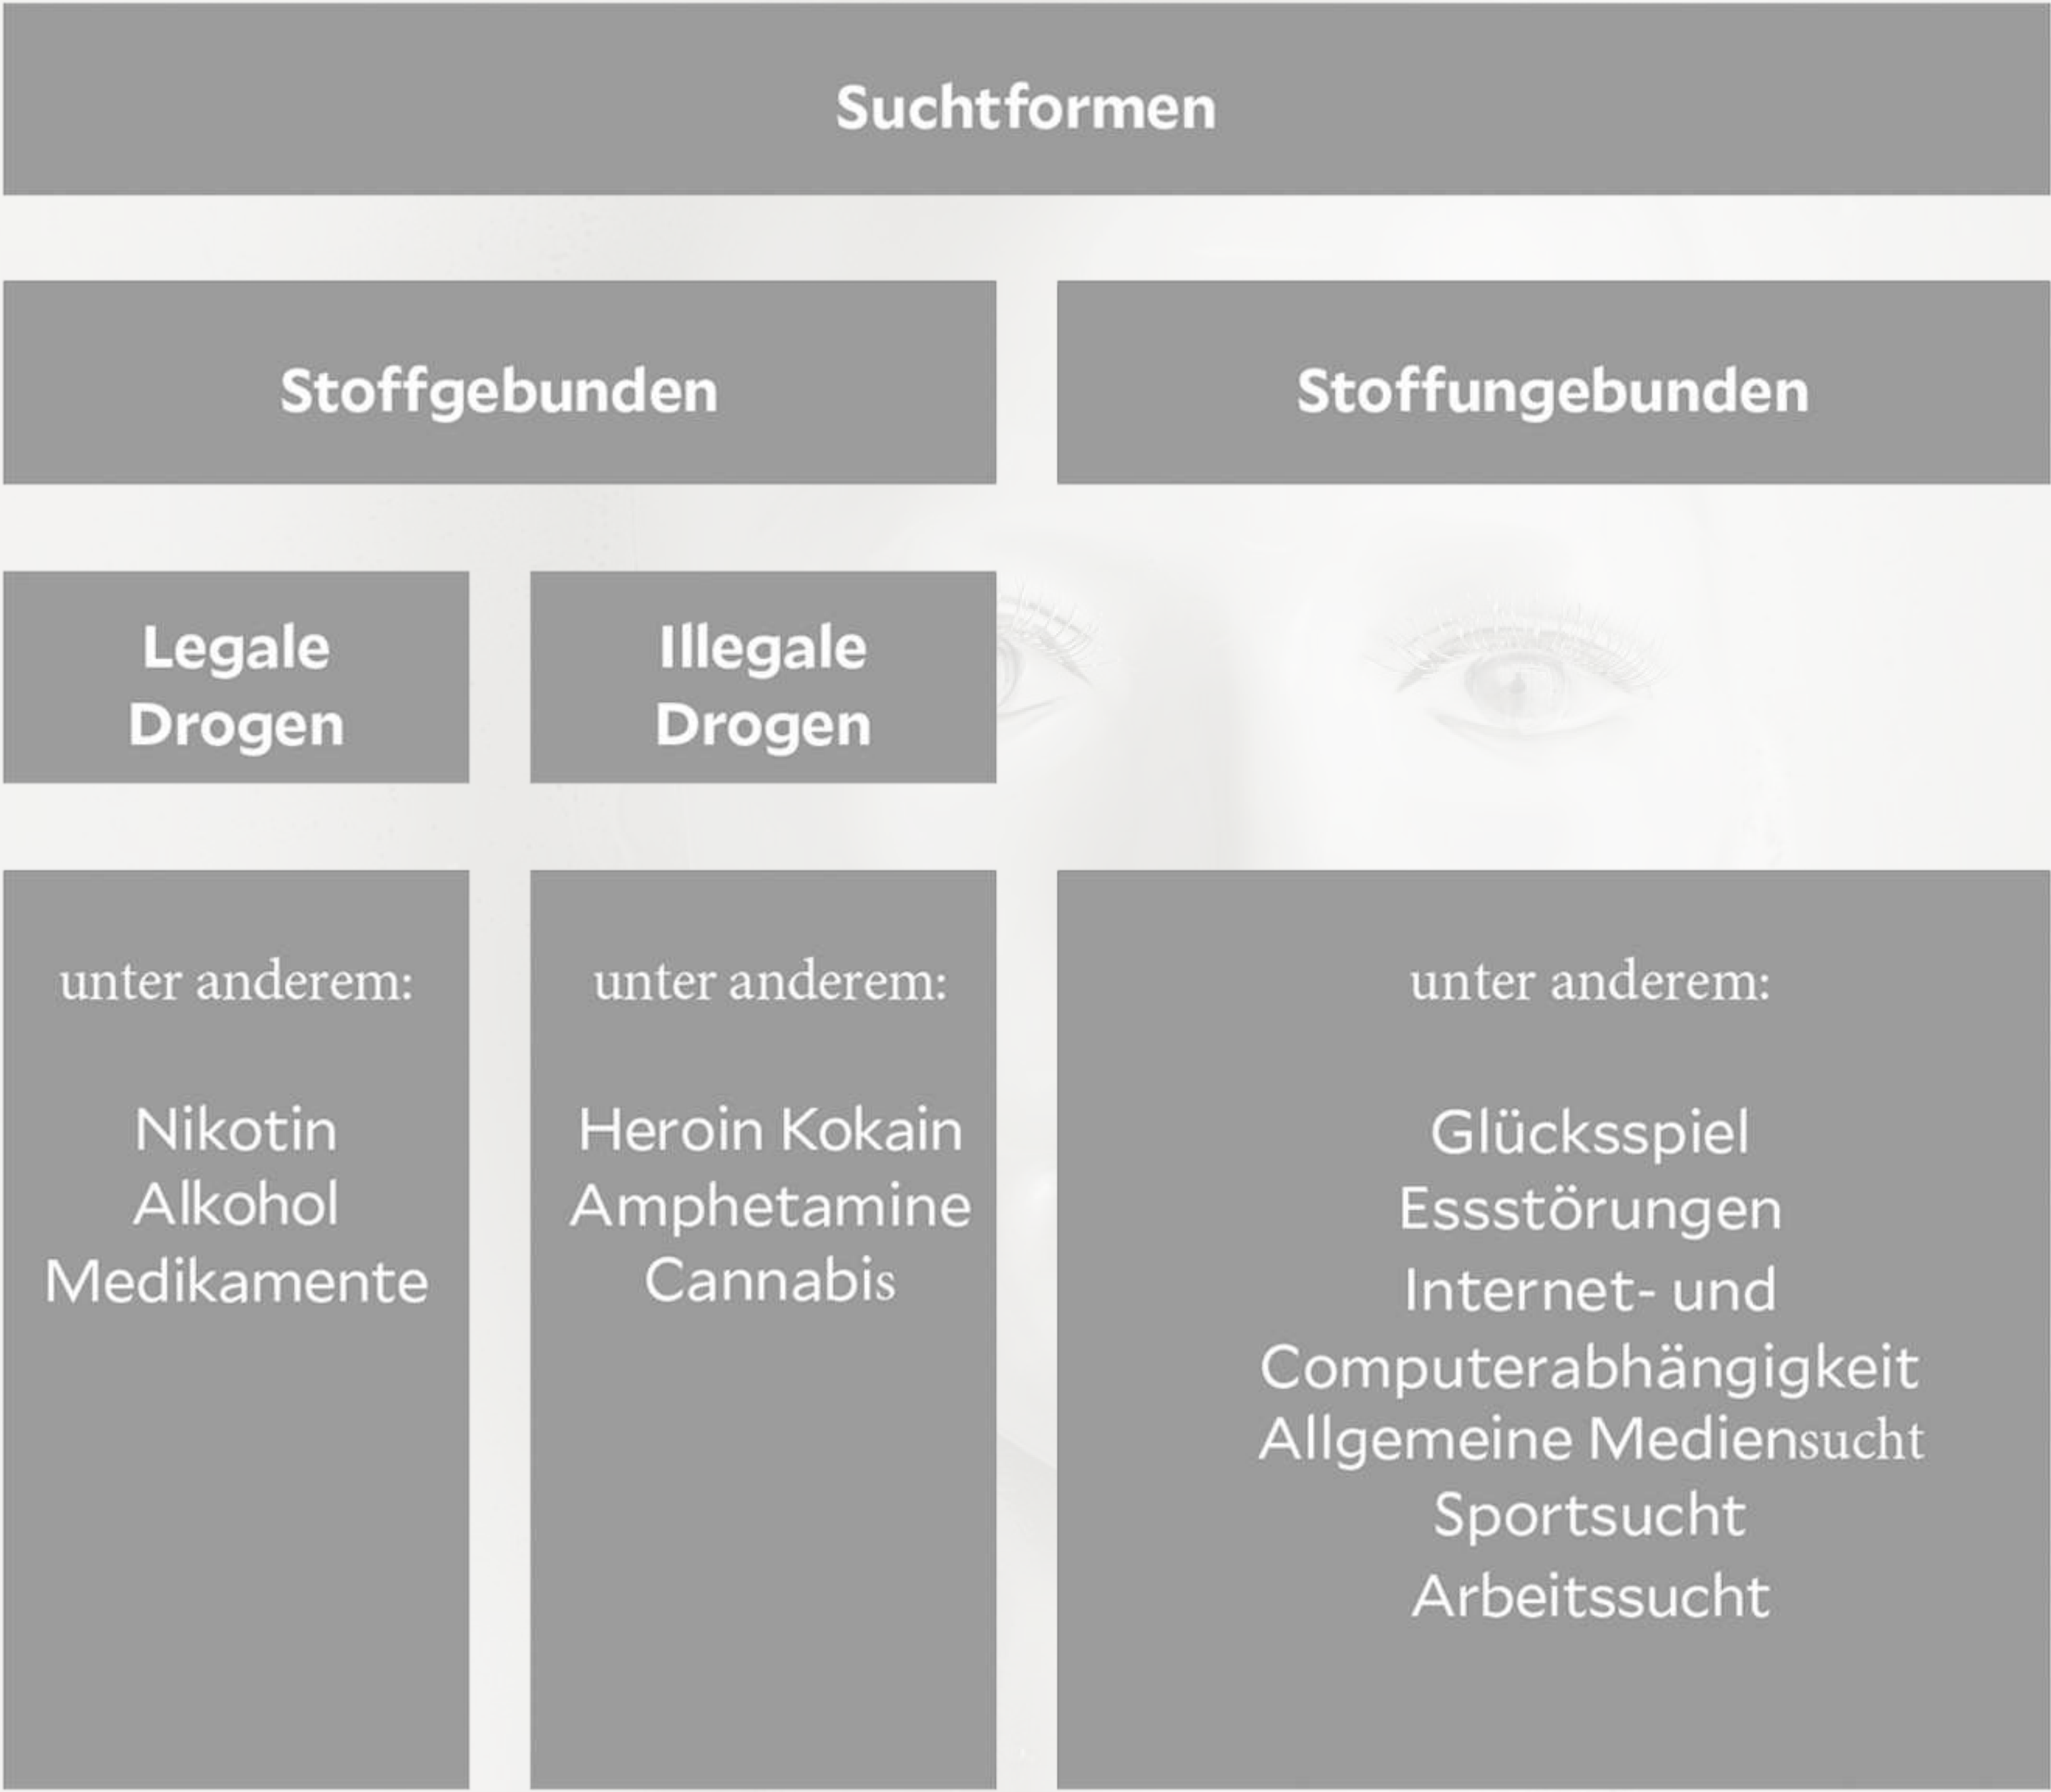 Suchtformen
Stoffgebunden
Stoffungebunden
Legale
Drogen
Illegale
Drogen
unter anderem:
Nikotin
Alkohol
Medikamente
unter anderem:
Heroin Kokain
Amphetamine
Cannabis
unter anderem:
Glücksspiel
Essstörungen
Internet- und
Computerabhängigkeit
Allgemeine Mediensucht
Sportsucht
Arbeitssucht